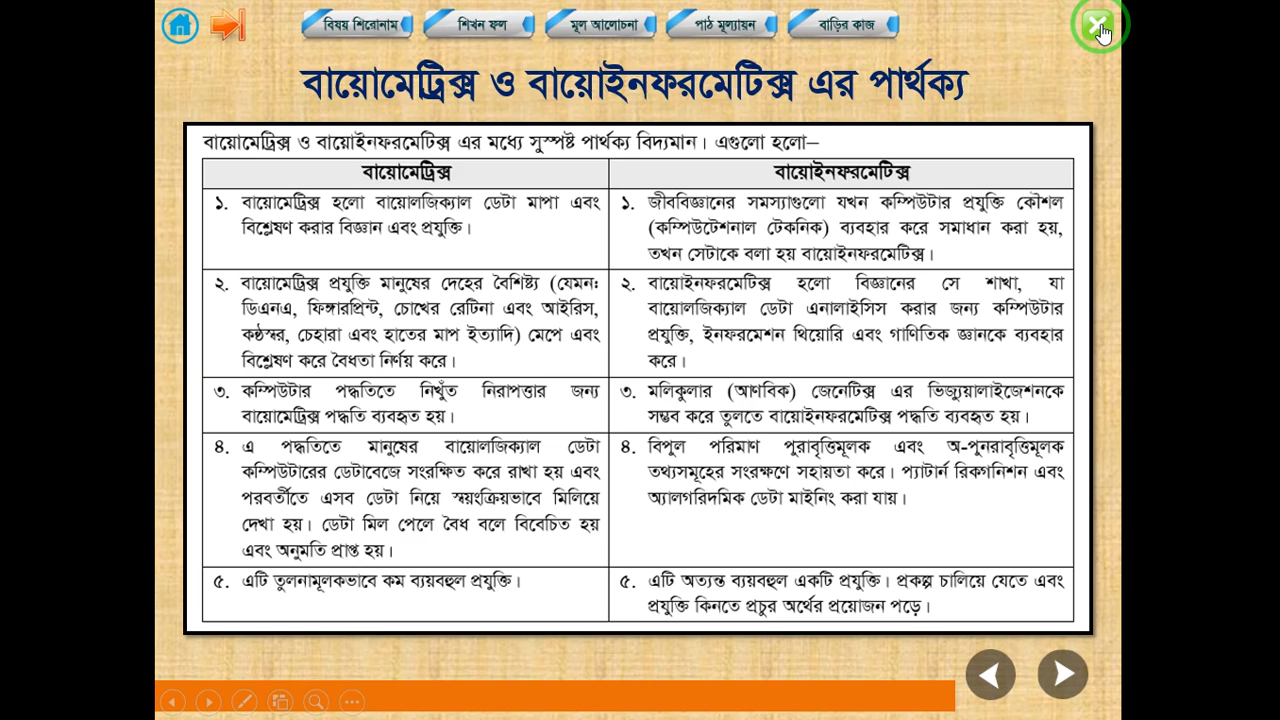 বিষয় শিরোনাম
শিখন ফল
মূল আলোচনা
পাঠ মূল্যায়ন
বাড়ির কাজ
বায়োমেট্রিক্স ও বায়োইনফরমেটিক্স এর পার্থক্য
বায়োমেট্রিক্স ও বায়োইনফরমেটিক্স এর মধ্যে সুস্পষ্ট পার্থক্য বিদ্যমান। এগুলো হলো–
বায়োমেট্রিক্স
বায়োইনফরমেটিক্স
১. বায়োমেট্রিক্স হলো বায়োলজিক্যাল ডেটা মাপা এবং
বিশ্লেষণ করার বিজ্ঞান এবং প্রযুক্তি।
১. জীববিজ্ঞানের সমস্যাগুলো যখন কম্পিউটার প্রযুক্তি কৌশল
(কম্পিউটেশনাল টেকনিক) ব্যবহার করে সমাধান করা হয়,
তখন সেটাকে বলা হয় বায়োইনফরমেটিক্স।
২. বায়োমেট্রিক্স প্রযুক্তি মানুষের দেহের বৈশিষ্ট্য (যেমনঃ
ডিএনএ, ফিঙ্গারপ্রিন্ট, চোখের রেটিনা এবং আইরিস,
কণ্ঠস্বর, চেহারা এবং হাতের মাপ ইত্যাদি) মেপে এবং
বিশ্লেষণ করে বৈধতা নির্ণয় করে।
২. বায়োইনফরমেটিক্স হলো বিজ্ঞানের সে শাখা, যা
বায়োলজিক্যাল ডেটা এনালাইসিস করার জন্য কম্পিউটার
প্রযুক্তি, ইনফরমেশন থিয়োরি এবং গাণিতিক জ্ঞানকে ব্যবহার
করে।
৩. কম্পিউটার পদ্ধতিতে নিখুঁত নিরাপত্তার জন্য
বায়োমেট্রিক্স পদ্ধতি ব্যবহৃত হয়।
৩. মলিকুলার (আণবিক) জেনেটিক্স এর ভিজ্যুয়ালাইজেশনকে
সম্ভব করে তুলতে বায়োইনফরমেটিক্স পদ্ধতি ব্যবহৃত হয়।
৪. এ পদ্ধতিতে মানুষের বায়োলজিক্যাল ডেটা
কম্পিউটারের ডেটাবেজে সংরক্ষিত করে রাখা হয় এবং
পরবর্তীতে এসব ডেটা নিয়ে স্বয়ংক্রিয়ভাবে মিলিয়ে
দেখা হয়। ডেটা মিল পেলে বৈধ বলে বিবেচিত হয়
এবং অনুমতি প্রাপ্ত হয়।
৪. বিপুল পরিমাণ পুরাবৃত্তিমূলক এবং অ-পুনরাবৃত্তিমূলক
তথ্যসমূহের সংরক্ষণে সহায়তা করে। প্যাটার্ন রিকগনিশন এবং
অ্যালগরিদমিক ডেটা মাইনিং করা যায়।
৫. এটি তুলনামূলকভাবে কম ব্যয়বহুল প্রযুক্তি।
৫. এটি অত্যন্ত ব্যয়বহুল একটি প্রযুক্তি। প্রকল্প চালিয়ে যেতে এবং
প্রযুক্তি কিনতে প্রচুর অর্থের প্রয়োজন পড়ে।